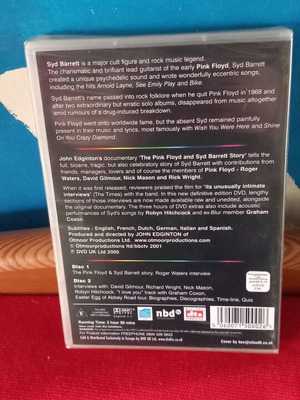 Syd Barrett is a major cult figure and rock music legend.
The charismatic and brilliant lead guitarist of the early Pink Floyd, Syd Barrett
created a unique psychedelic sound and wrote wonderfully eccentric songs,
including the hits Arnold Layne, See Emily Play and Bike.
Syd Barrett's name passed into rock folklore when he quit Pink Floyd in 1968 and
after two extraordinary but erratic solo albums, disappeared from music altogether
amid rumours of a drug-induced breakdown.
Pink Floyd went onto worldwide fame, but the absent Syd remained painfully
present in their music and lyrics, most famously with Wish You Were Here and Shine
On You Crazy Diamond.
John Edginton's documentary 'The Pink Floyd and Syd Barrett Story' tells the
full, bizarre, tragic, but also celebratory story of Syd Barrett with contributions from
friends, managers, lovers and of course the members of Pink Floyd - Roger
Waters, David Gilmour, Nick Mason and Rick Wright.
When it was first released, reviewers praised the film for 'its unusually intimate
interviews' (The Times) with the band. In this new definitive edition DVD, lengthy
sections of those interviews are now made available raw and unedited, alongside
the original documentary. The three hours of DVD extras also include acoustic
performances of Syd's songs by Robyn Hitchcock and ex-Blur member Graham
Coxon.
Subtitles - English, French, Dutch, German, Italian and Spanish.
Produced and directed by JOHN EDGINTON of
Otmoor Productions Ltd. www.otmoorproductions.com
© Otmoorproductions ltd/bbctv 2001
℗ DVD UK Ltd 2005
Disc 1
The Pink Floyd & Syd Barrett story, Roger Waters interview
Disc 2
Interviews with: David Gilmour, Richard Wright, Nick Mason,
Robyn Hitchcock, "I love you" track with Graham Coxon,
Easter Egg of Abbey Road tour, Biographies, Discographies, Time-line, Quiz
E
DOLBY
nbd
dts
5 060071 500026